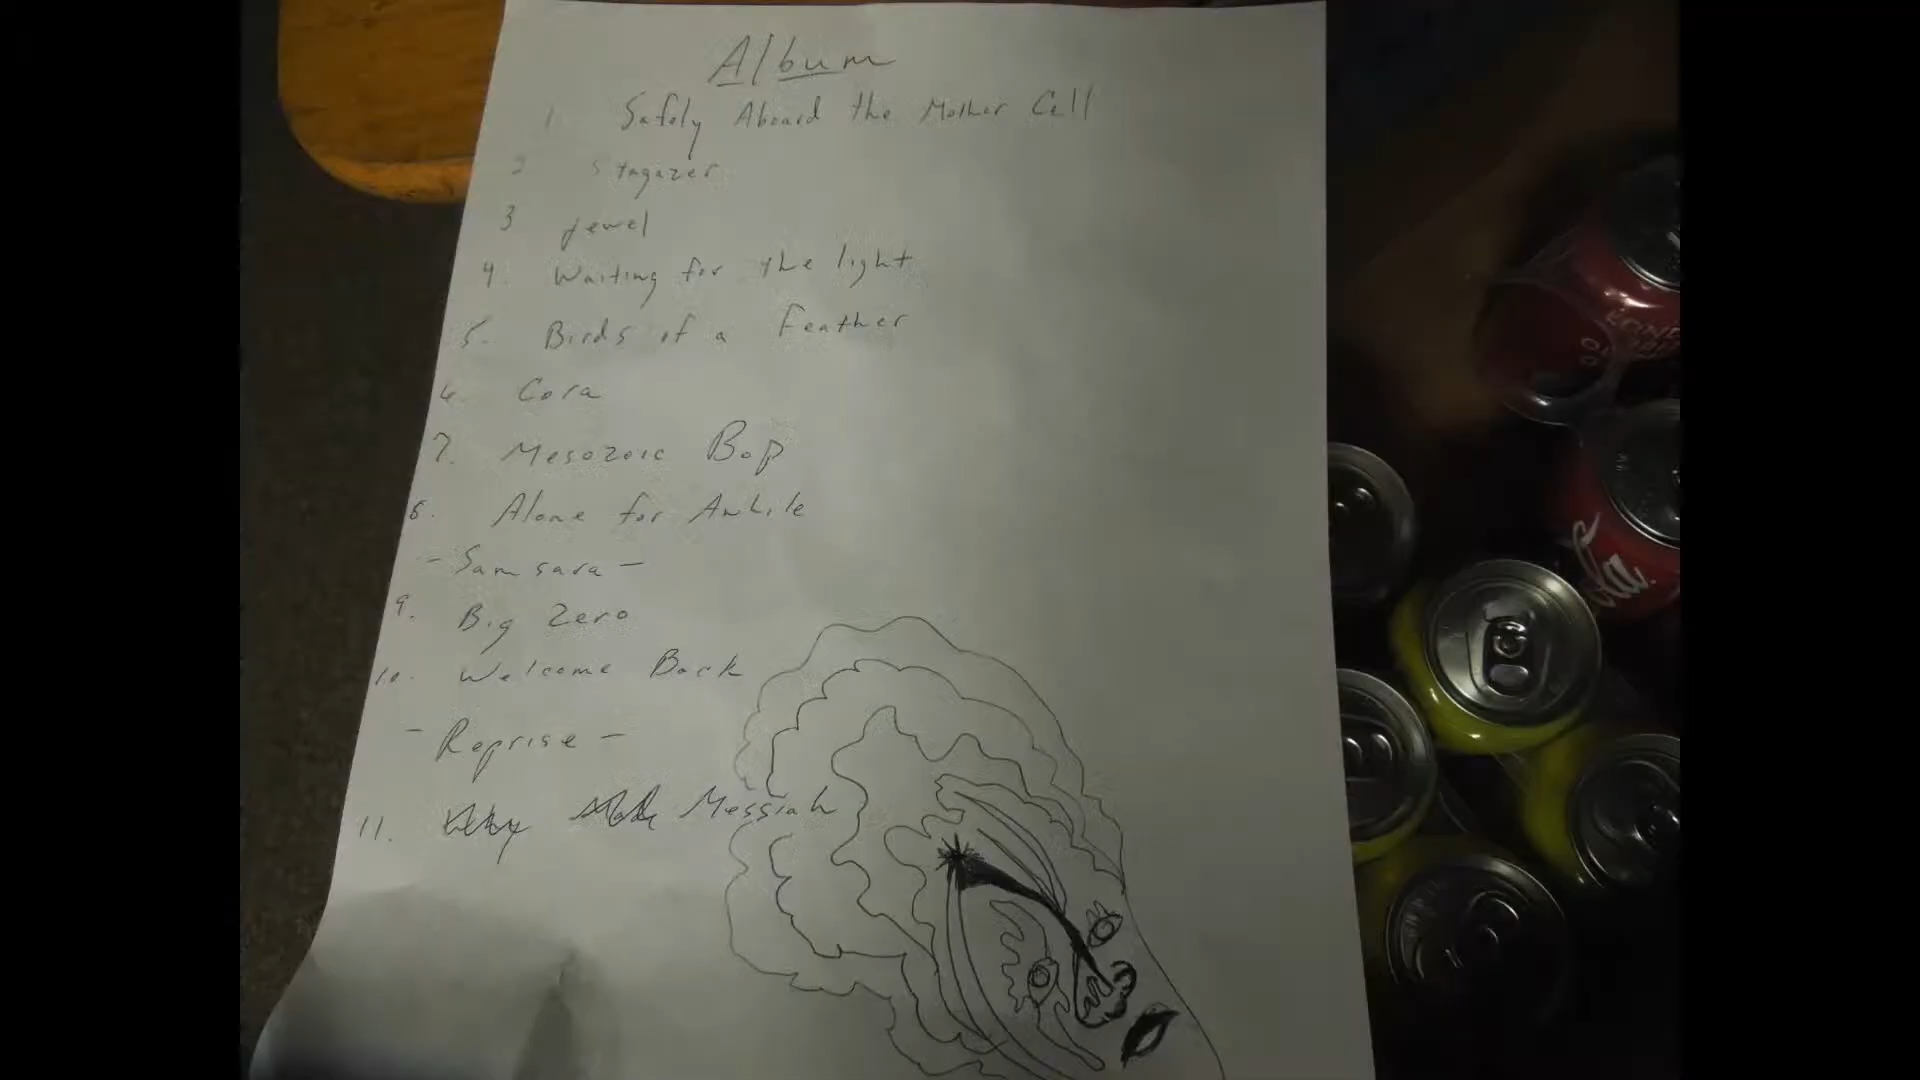 Album
1. Safely Aboard the Mother Cell
2 Stagazer
3 Jewel
4. Waiting for the light
5. Birds of a Feather
6. Cora
7. Mesozoic Bop
8. Alone for Awhile
- Samsara -
9. Big Zero
10. Welcome Back
- Reprise -
11. Messiah